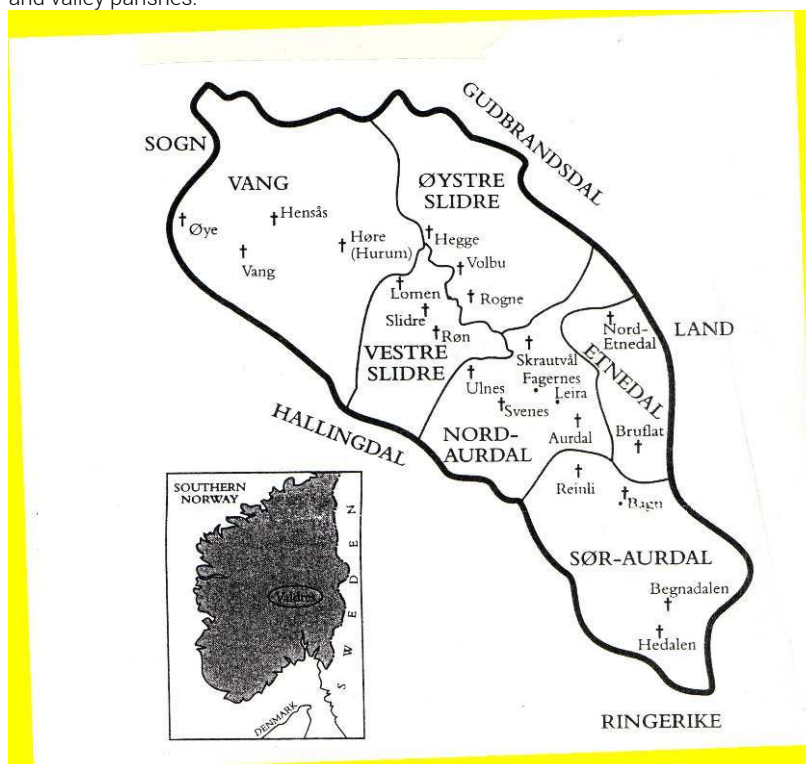 and valley parishes.
GUDBRANDSDAL
SOGN
VANG
ØYSTRE
SLIDRE
Hensås
Øye
Hegge
Høre
(Hurum)
Vang
Volbu
Lomen
Rogne
Slidre
Nord-
Etnedal
LAND
Røn
Skrautvål
VESTRE
SLIDRE
ETNEDAL
Ulnes
Fagernes
Leira
Svenes
HALLINGDAL
NORD-
AURDAL
Aurdal
Bruflat
Reinli
Bagn
SOUTHERN
NORWAY
SWEDEN
Valdres
DENMARK
SØR-AURDAL
Begnadalen
Hedalen
RINGERIKE